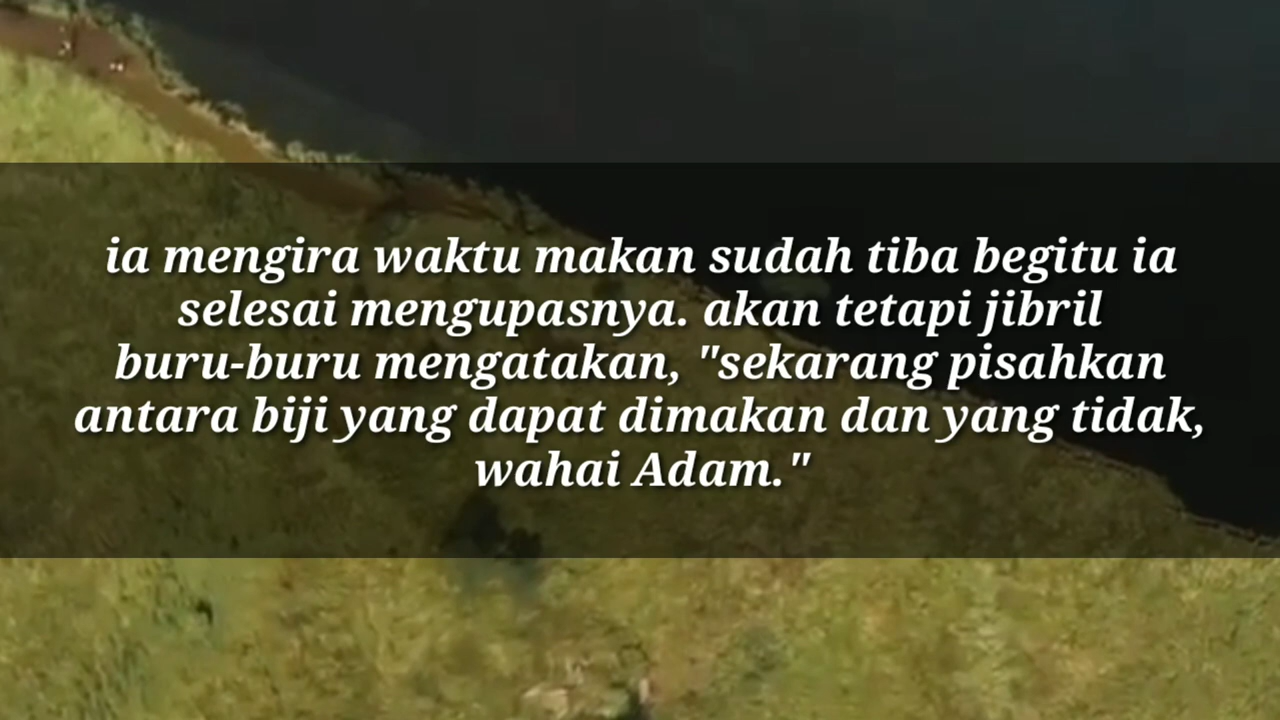 ia mengira waktu makan sudah tiba begitu ia
selesai mengupasnya. akan tetapi jibril
buru-buru mengatakan, "sekarang pisahkan
antara biji yang dapat dimakan dan yang tidak,
wahai Adam."